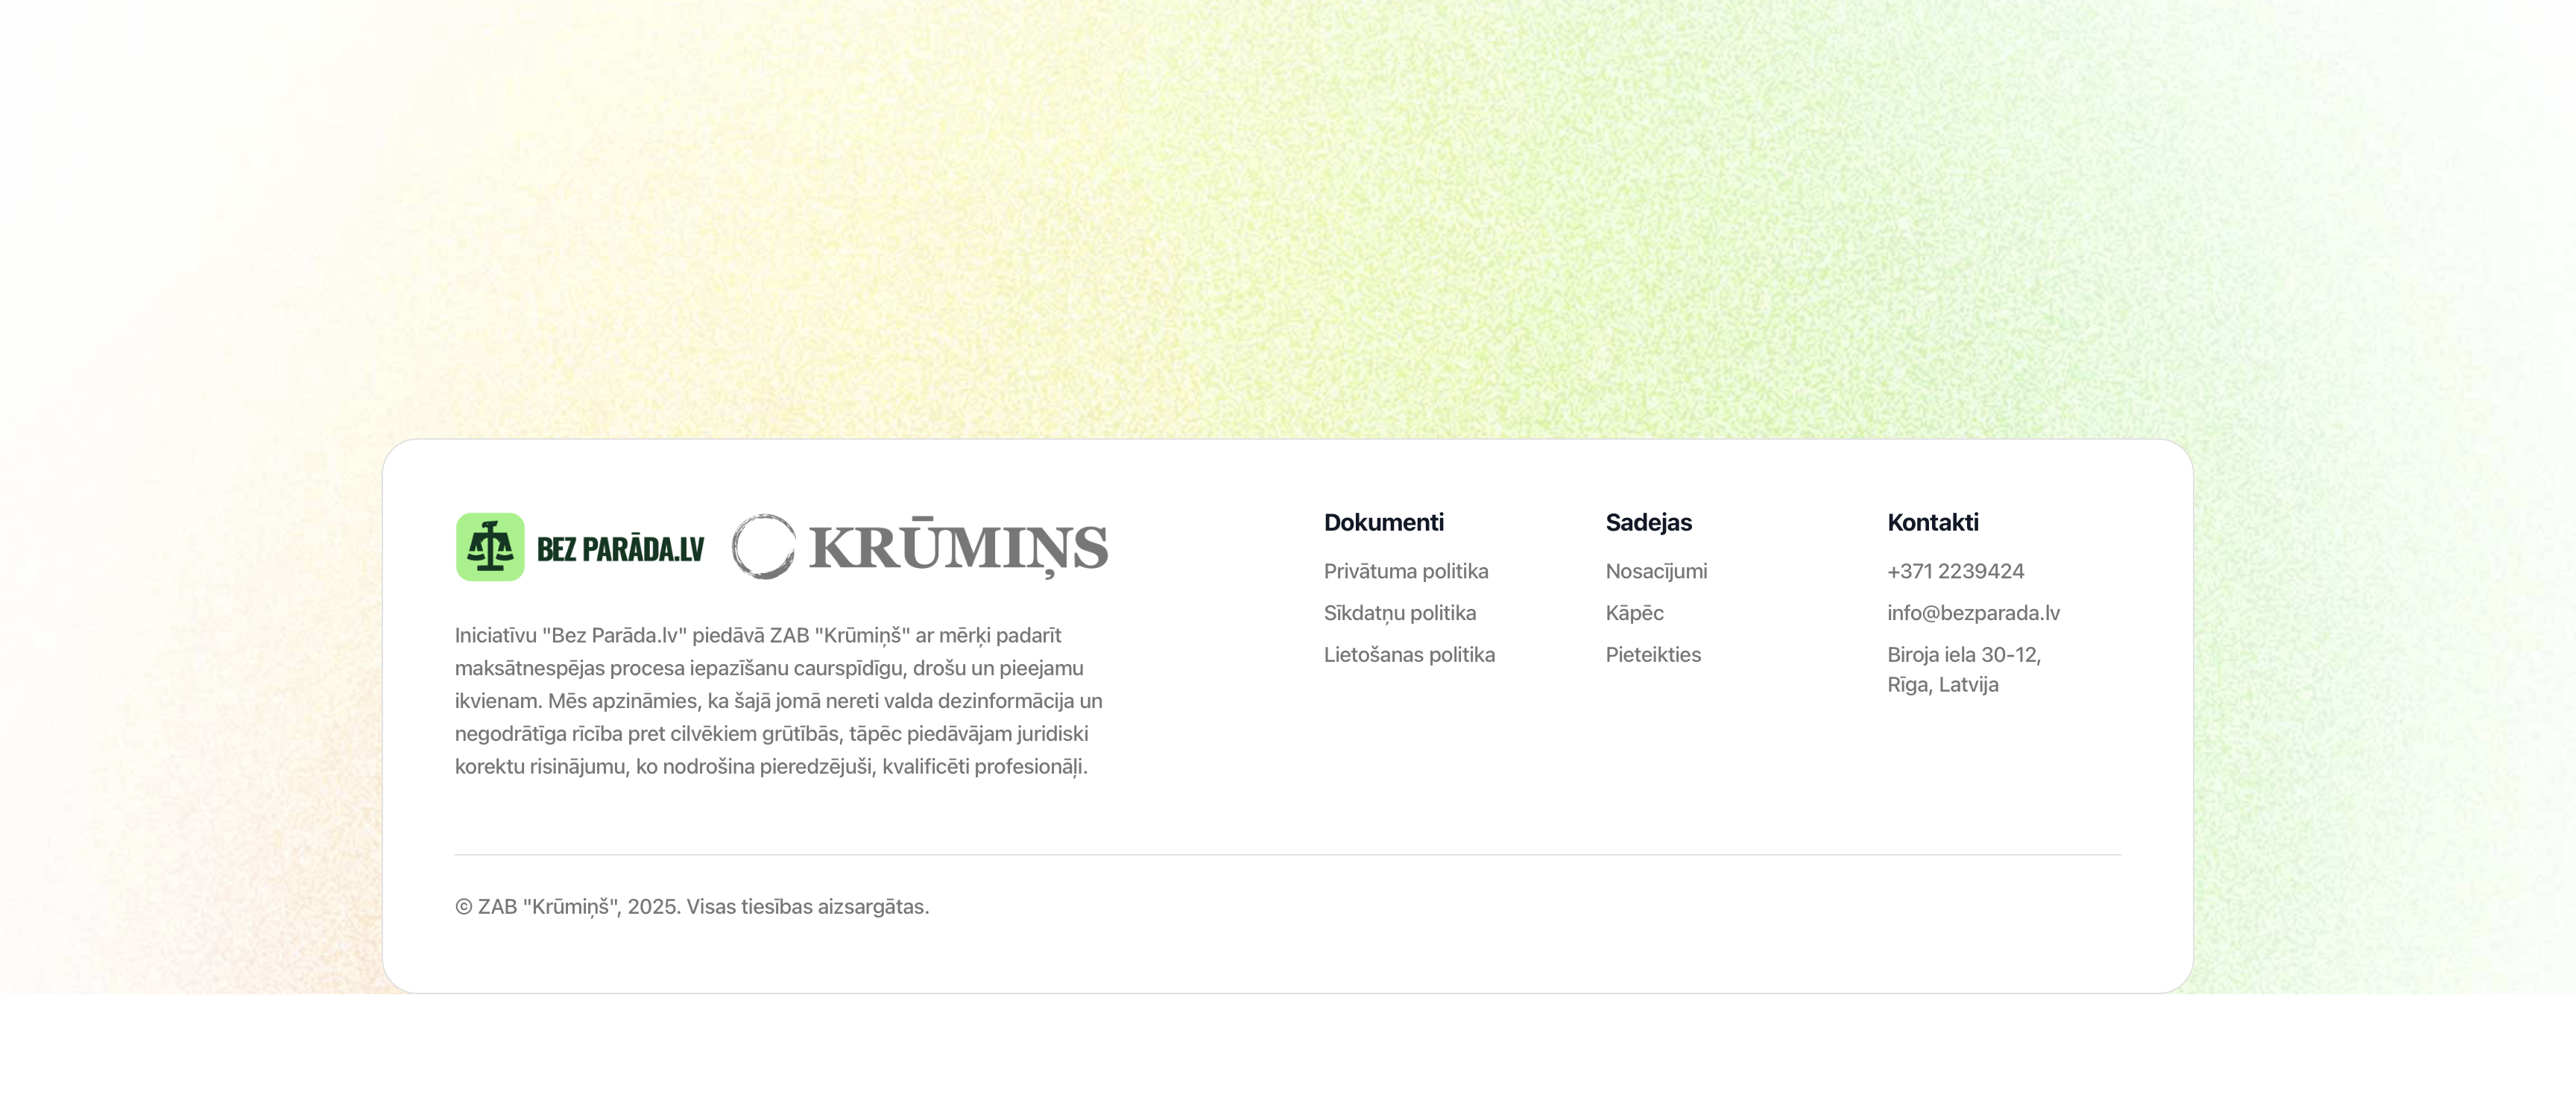 BEZ PARĀDA.LV
KRŪMIŅŠ
Iniciatīvu "Bez Parāda.lv" piedāvā ZAB "Krūmiņš" ar mērķi padarīt
maksātnespējas procesa iepazīšanu caurspīdīgu, drošu un pieejamu
ikvienam. Mēs apzināmies, ka šajā jomā nereti valda dezinformācija un
negodrātīga rīcība pret cilvēkiem grūtībās, tāpēc piedāvājam juridiski
korektu risinājumu, ko nodrošina pieredzējuši, kvalificēti profesionāļi.
Dokumenti
Privātuma politika
Sīkdatņu politika
Lietošanas politika
Sadejas
Nosacījumi
Kāpēc
Pieteikties
Kontakti
+371 2239424
info@bezparada.lv
Biroja iela 30-12,
Rīga, Latvija
© ZAB "Krūmiņš", 2025. Visas tiesības aizsargātas.